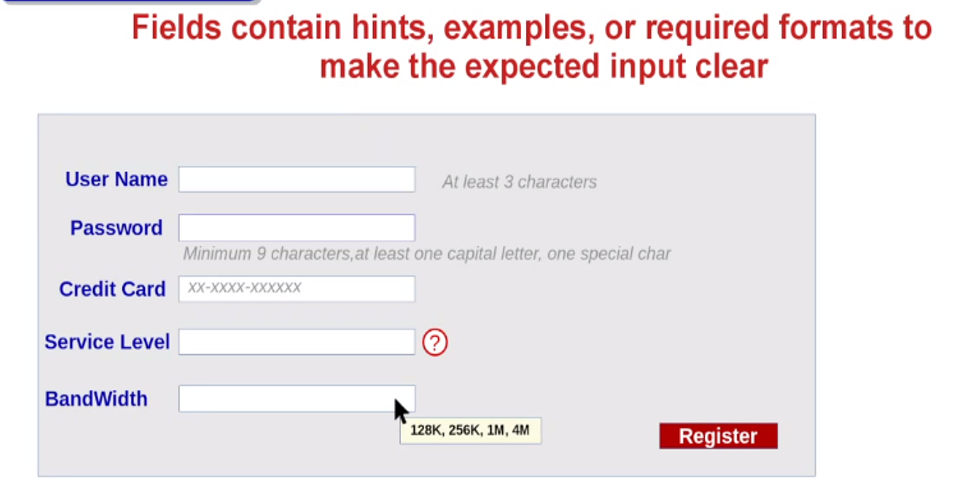 Fields contain hints, examples, or required formats to
make the expected input clear
User Name At least 3 characters
Password
Minimum 9 characters,at least one capital letter, one special char
Credit Card xx-xxxx-xxxxxx
Service Level ?
BandWidth
128K, 256K, 1M, 4M
Register